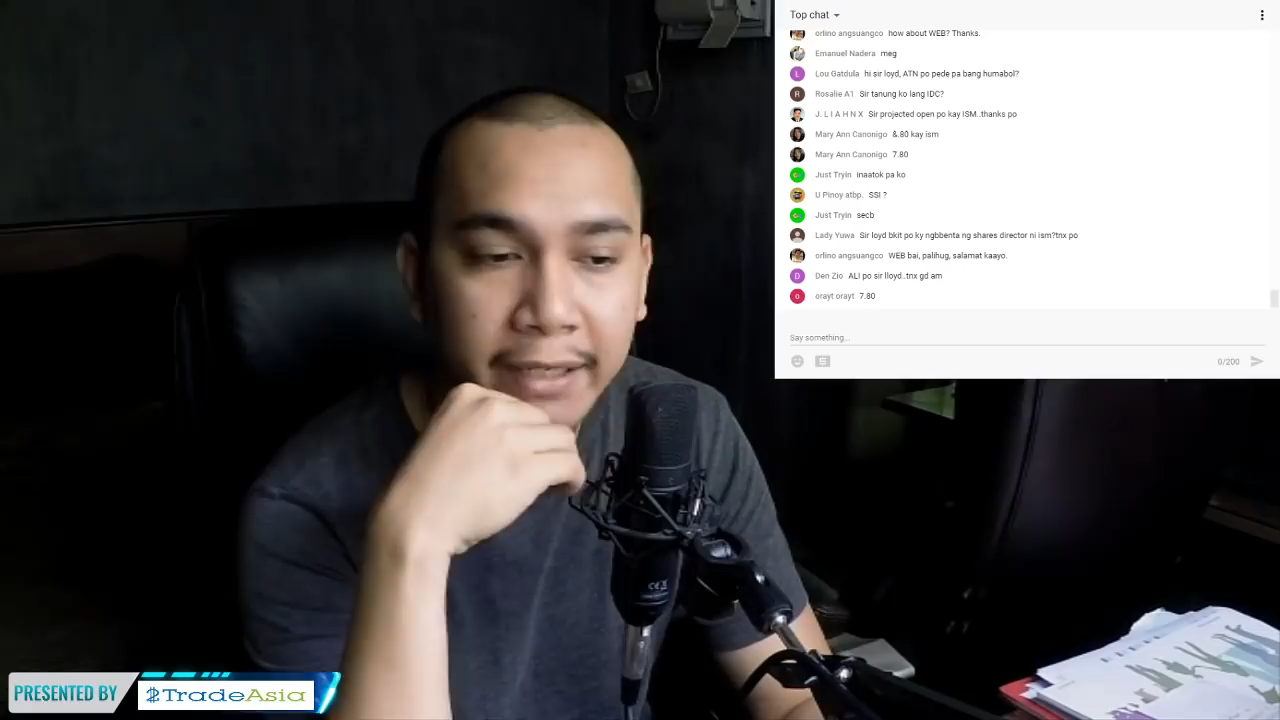 Top chat
orlino angsuangco how about WEB? Thanks.
Emanuel Nadera meg
L Lou Gatdula hi sir loyd, ATN po pede pa bang humabol?
R Rosalie A1 Sir tanung ko lang IDC?
J. L I A H N X Sir projected open po kay ISM..thanks po
Mary Ann Canonigo &.80 kay ism
Mary Ann Canonigo 7.80
Just Tryin inaatok pa ko
U Pinoy atbp. SSI ?
Just Tryin secb
Lady Yuwa Sir loyd bkit po ky ngbbenta ng shares director ni ism?tnx po
orlino angsuangco WEB bai, palihug, salamat kaayo.
D Den Zio ALI po sir lloyd..tnx gd am
o orayt orayt 7.80
Say something...
0/200
CE
PRESENTED BY
$TradeAsia